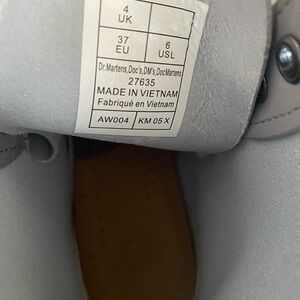 4 UK
37 EU 6 USL
Dr.Martens,Doc's,DM's,DocMartens
27635
MADE IN VIETNAM
Fabriqué en Vietnam
AW004 KM 05 X